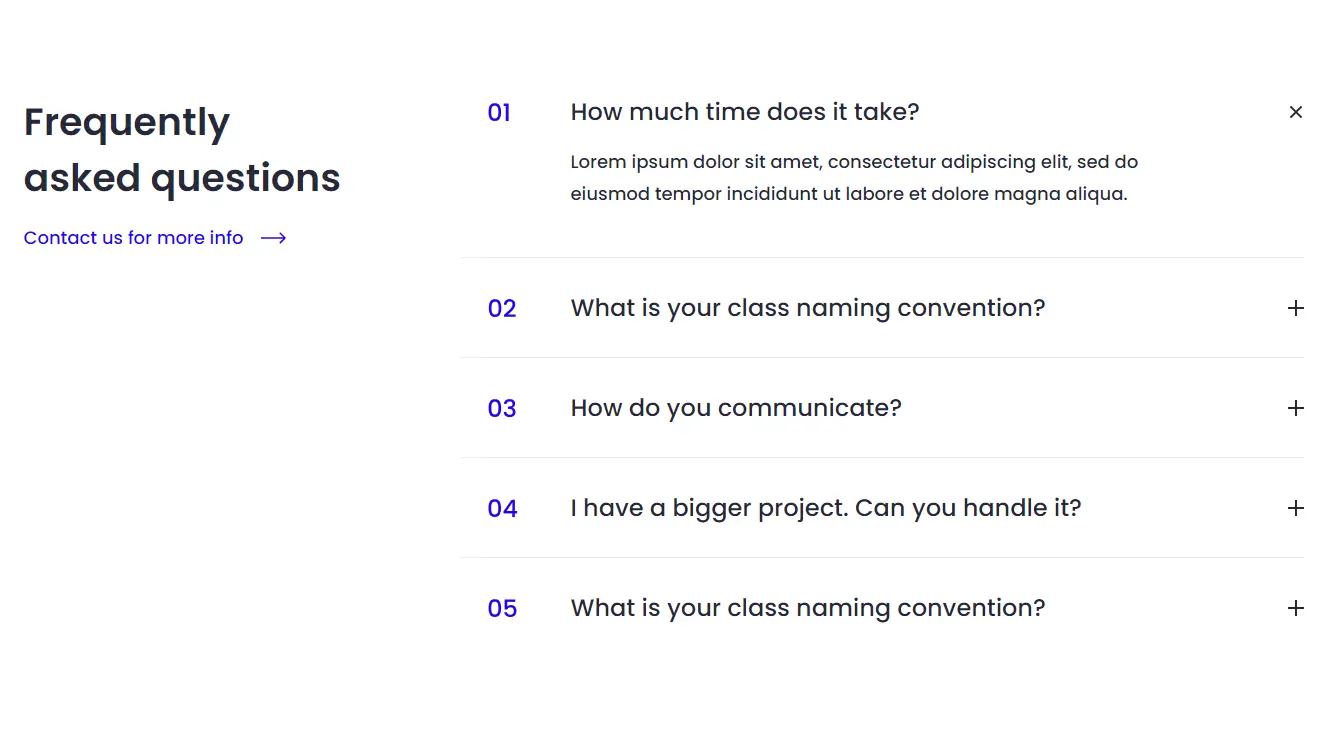 Frequently
asked questions
Contact us for more info
01 How much time does it take?
Lorem ipsum dolor sit amet, consectetur adipiscing elit, sed do
eiusmod tempor incididunt ut labore et dolore magna aliqua.
02 What is your class naming convention?
03 How do you communicate?
04 I have a bigger project. Can you handle it?
05 What is your class naming convention?